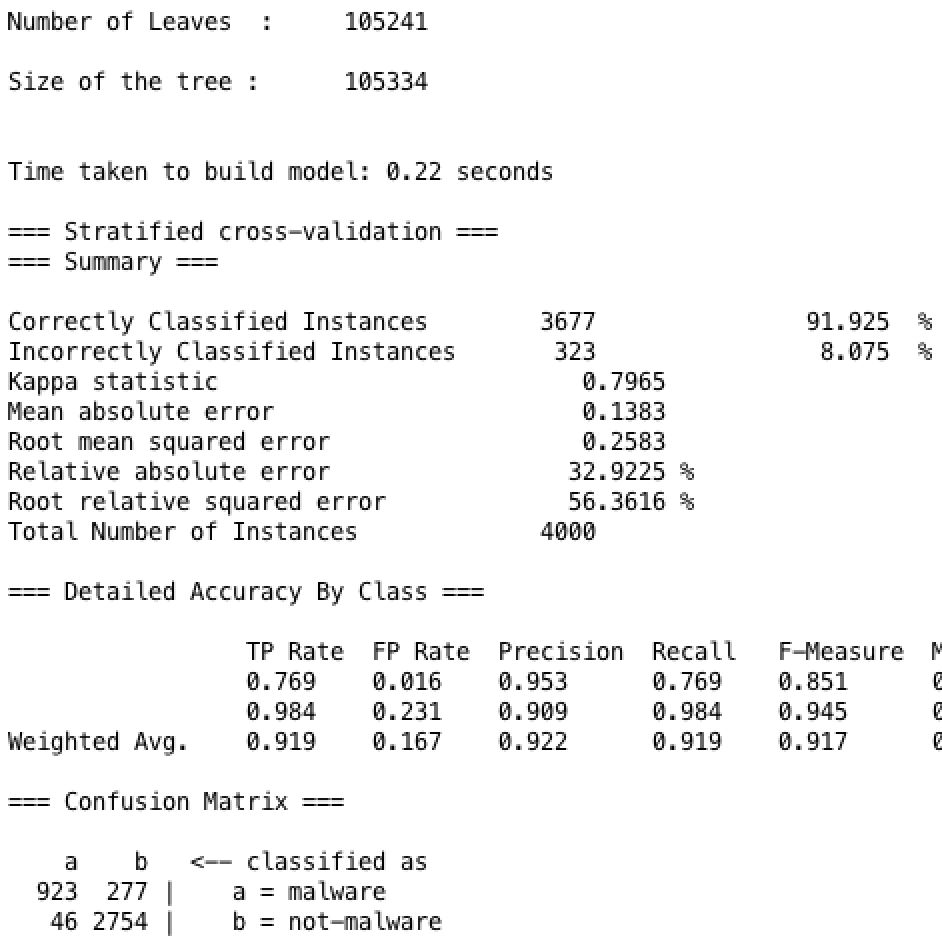 Number of Leaves  :     105241
Size of the tree :      105334
Time taken to build model: 0.22 seconds
=== Stratified cross-validation ===
=== Summary ===
Correctly Classified Instances        3677               91.925  %
Incorrectly Classified Instances       323                8.075  %
Kappa statistic                          0.7965
Mean absolute error                      0.1383
Root mean squared error                  0.2583
Relative absolute error                 32.9225 %
Root relative squared error             56.3616 %
Total Number of Instances             4000
=== Detailed Accuracy By Class ===
                 TP Rate  FP Rate  Precision  Recall   F-Measure  M
                 0.769    0.016    0.953      0.769    0.851      0
                 0.984    0.231    0.909      0.984    0.945      0
Weighted Avg.    0.919    0.167    0.922      0.919    0.917      0
=== Confusion Matrix ===
    a    b   <-- classified as
  923  277 |    a = malware
   46 2754 |    b = not-malware